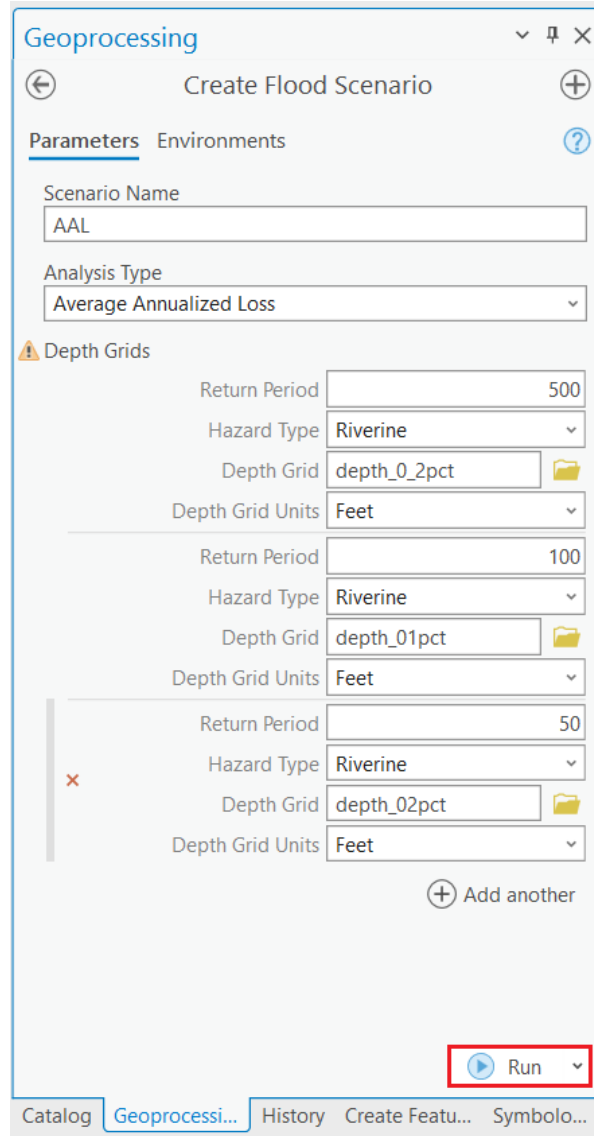 Geoprocessing
Create Flood Scenario
Parameters Environments
Scenario Name
AAL
Analysis Type
Average Annualized Loss
Depth Grids
Return Period 500
Hazard Type Riverine
Depth Grid depth_0_2pct
Depth Grid Units Feet
Return Period 100
Hazard Type Riverine
Depth Grid depth_01pct
Depth Grid Units Feet
Return Period 50
Hazard Type Riverine
Depth Grid depth_02pct
Depth Grid Units Feet
Add another
Run
Catalog Geoprocessi... History Create Featu... Symbolo...